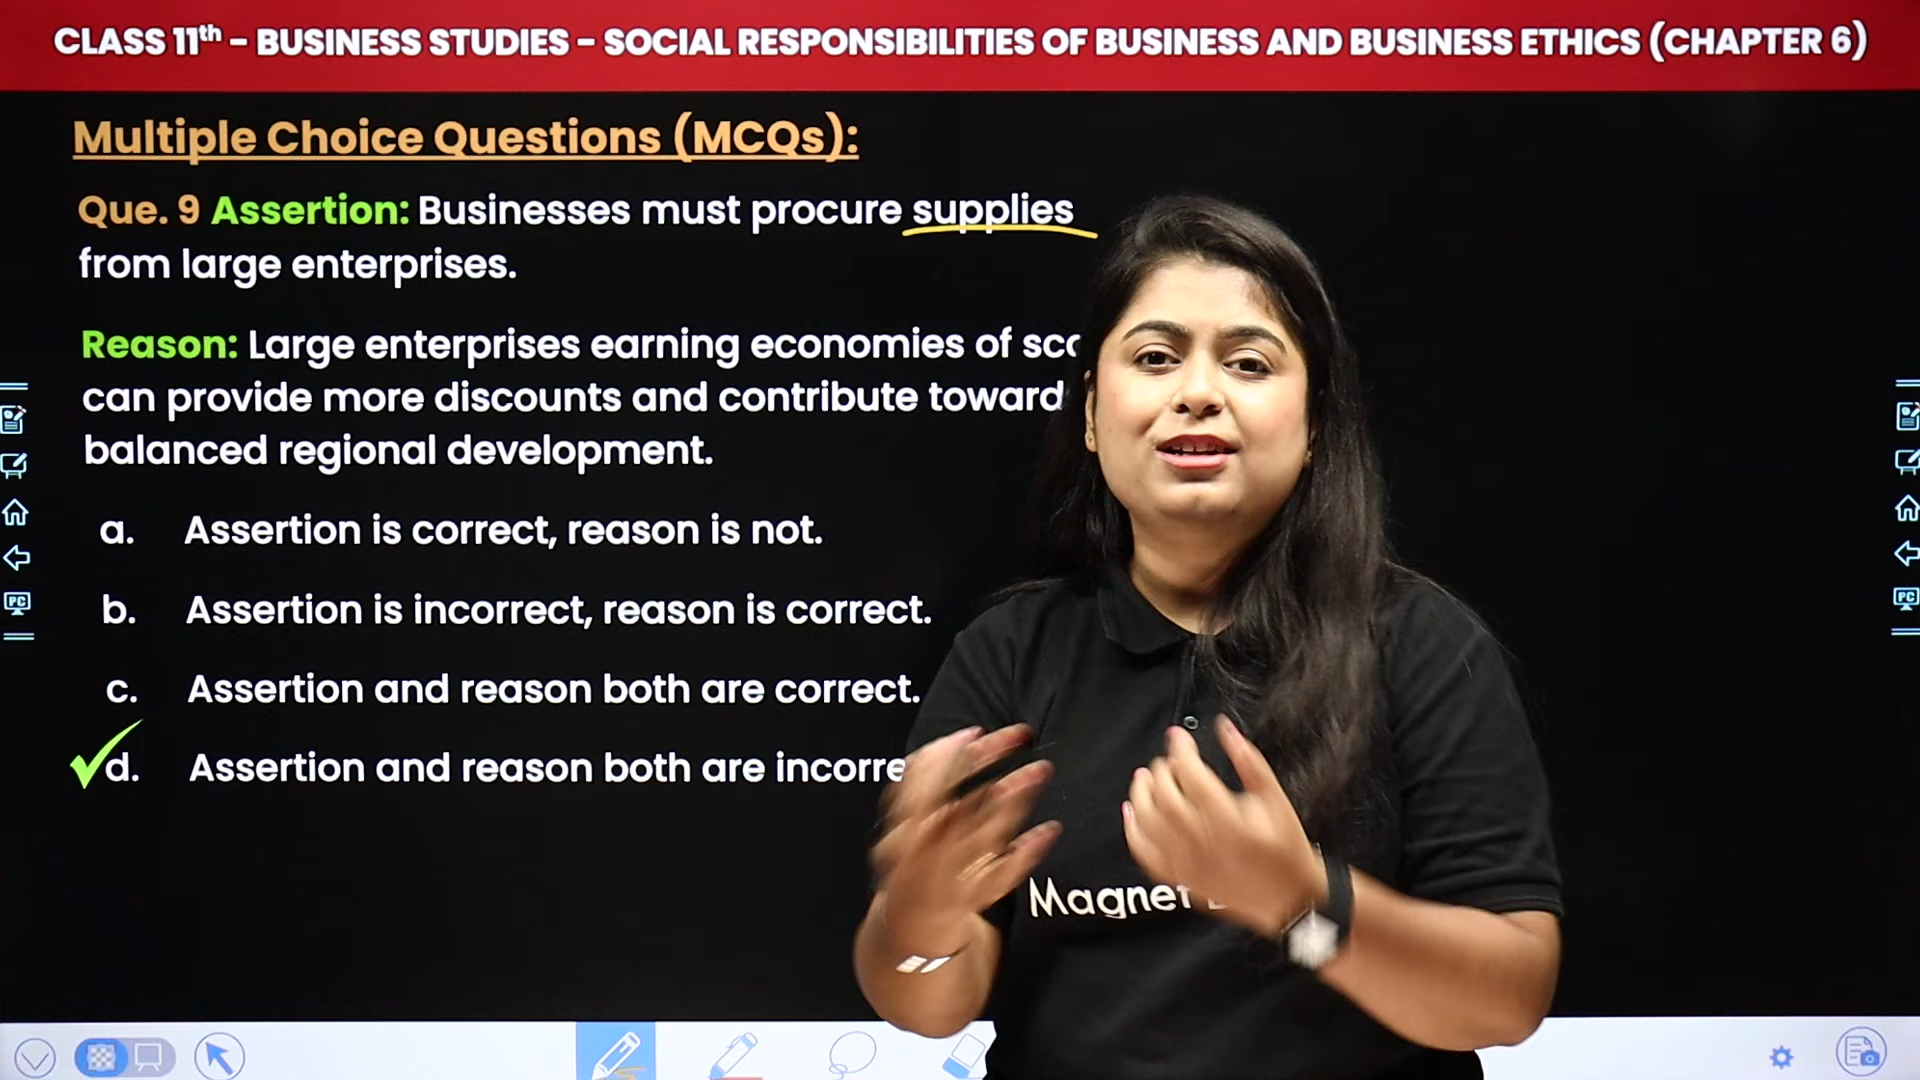 CLASS 11th - BUSINESS STUDIES - SOCIAL RESPONSIBILITIES OF BUSINESS AND BUSINESS ETHICS (CHAPTER 6)
Multiple Choice Questions (MCQs):
Que. 9 Assertion: Businesses must procure supplies
from large enterprises.
Reason: Large enterprises earning economies of
can provide more discounts and contribute
balanced regional development.
a. Assertion is correct, reason is not.
b. Assertion is incorrect, reason is correct.
c. Assertion and reason both are correct.
d. Assertion and reason both are
Magnet
PC
PC